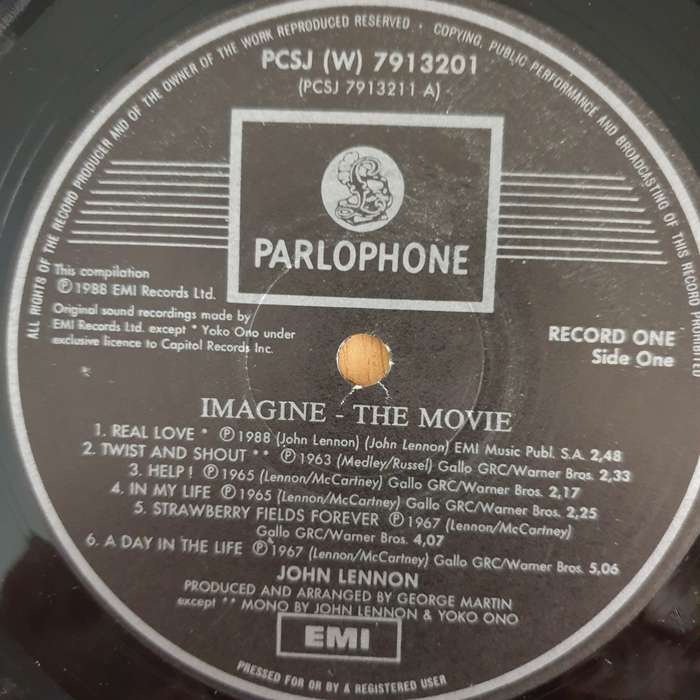 ALL RIGHTS OF THE RECORD PRODUCER AND OF THE OWNER OF THE WORK REPRODUCED RESERVED • COPYING, PUBLIC PERFORMANCE AND BROADCASTING OF THIS RECORD PROHIBITED
PCSJ (W) 7913201
(PCSJ 7913211 A)
PARLOPHONE
This compilation
Ⓟ1988 EMI Records Ltd.
Original sound recordings made by
EMI Records Ltd. except * Yoko Ono under
exclusive licence to Capitol Records Inc.
RECORD ONE
Side One
IMAGINE - THE MOVIE
1. REAL LOVE * Ⓟ1988 (John Lennon) (John Lennon) EMI Music Publ. S.A. 2,48
2. TWIST AND SHOUT ** Ⓟ1963 (Medley/Russel) Gallo GRC/Warner Bros. 2,33
3. HELP! Ⓟ1965 (Lennon/McCartney) Gallo GRC/Warner Bros. 2,17
4. IN MY LIFE Ⓟ1965 (Lennon/McCartney) Gallo GRC/Warner Bros. 2,25
5. STRAWBERRY FIELDS FOREVER Ⓟ1967 (Lennon/McCartney)
Gallo GRC/Warner Bros. 4,07
6. A DAY IN THE LIFE Ⓟ1967 (Lennon/McCartney) Gallo GRC/Warner Bros. 5,06
JOHN LENNON
PRODUCED AND ARRANGED BY GEORGE MARTIN
except ** MONO BY JOHN LENNON & YOKO ONO
EMI
PRESSED FOR OR BY A REGISTERED USER